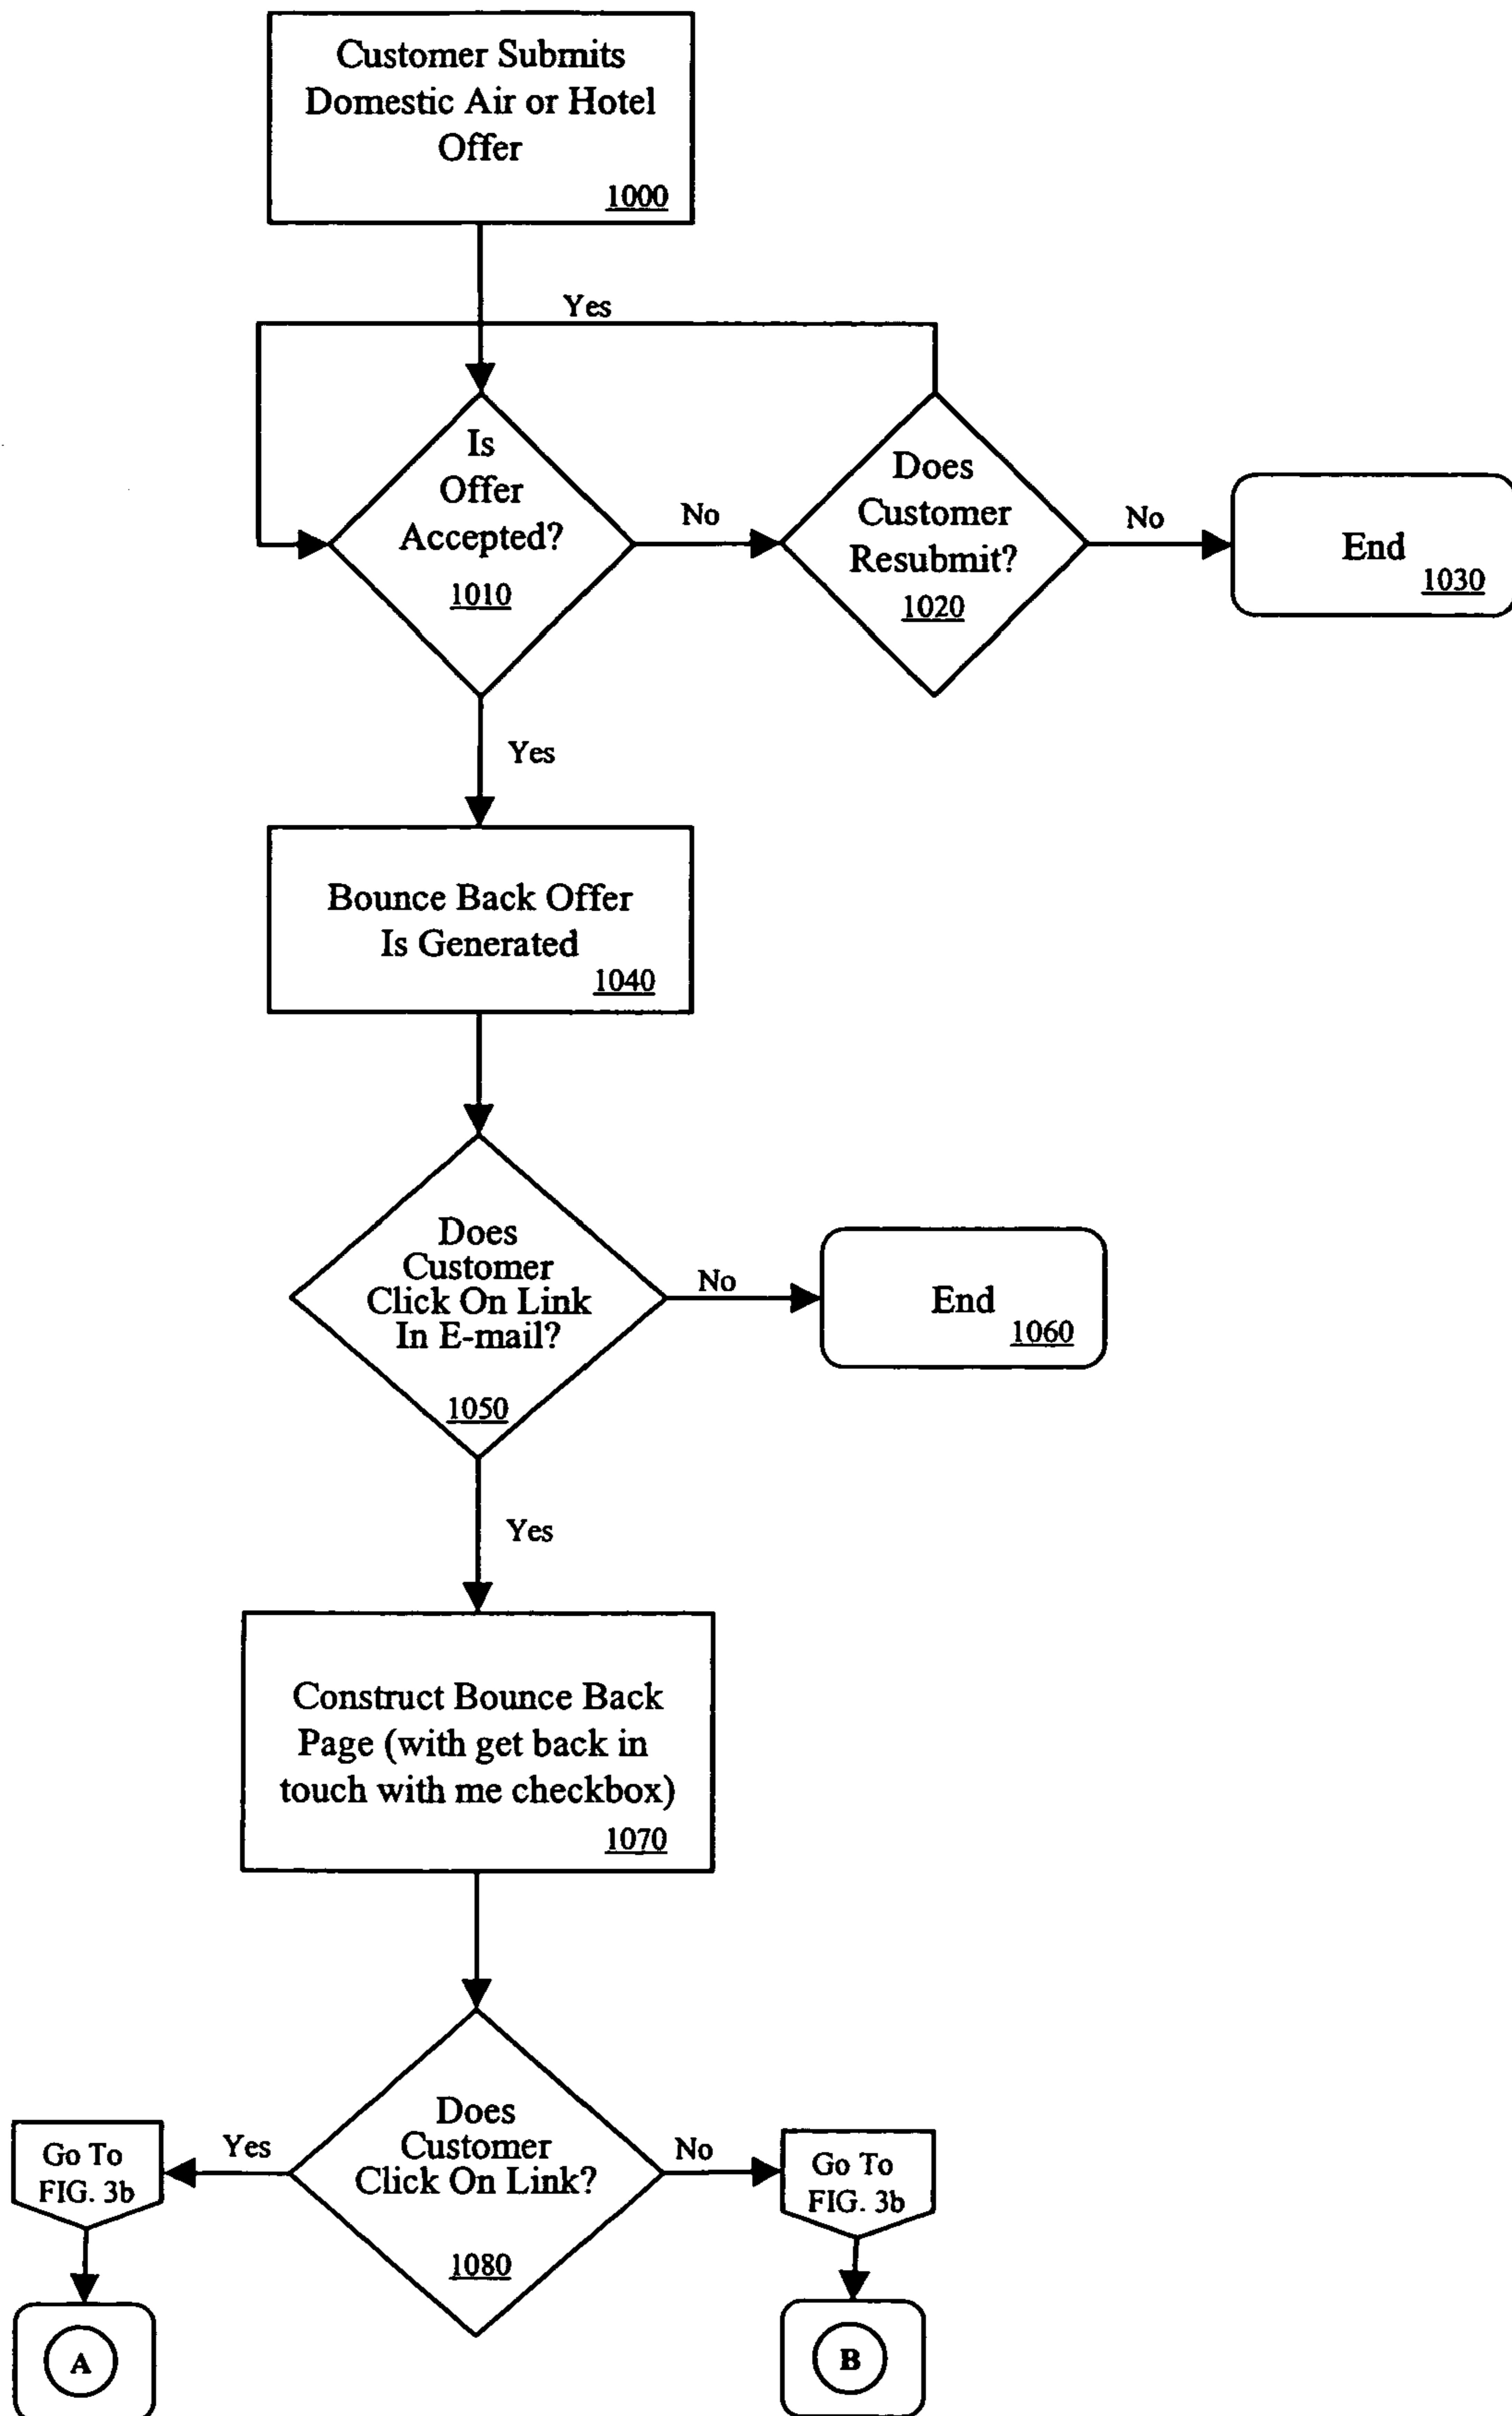 Customer Submits
Domestic Air or Hotel
Offer
1000
Yes
Is
Offer
Accepted?
1010
No
Does
Customer
Resubmit?
1020
No
End
1030
Yes
Bounce Back Offer
Is Generated
1040
Does
Customer
Click On Link
In E-mail?
1050
No
End
1060
Yes
Construct Bounce Back
Page (with get back in
touch with me checkbox)
1070
Does
Customer
Click On Link?
1080
Yes
Go To
FIG. 3b
A
No
Go To
FIG. 3b
B